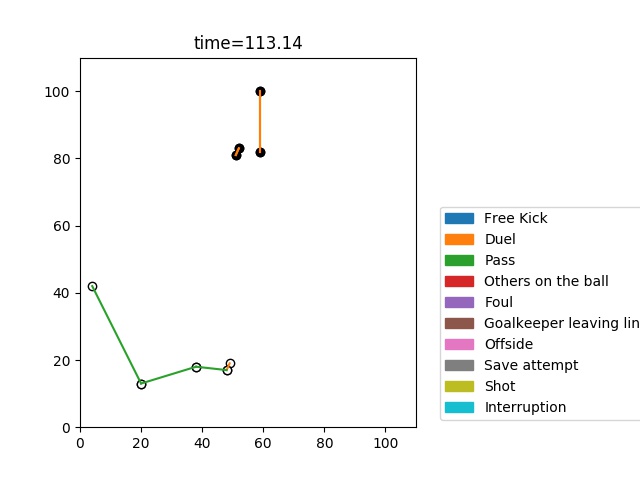 time=113.14
100
80
60
40
20
0
0 20 40 60 80 100
Free Kick
Duel
Pass
Others on the ball
Foul
Goalkeeper leaving lin
Offside
Save attempt
Shot
Interruption